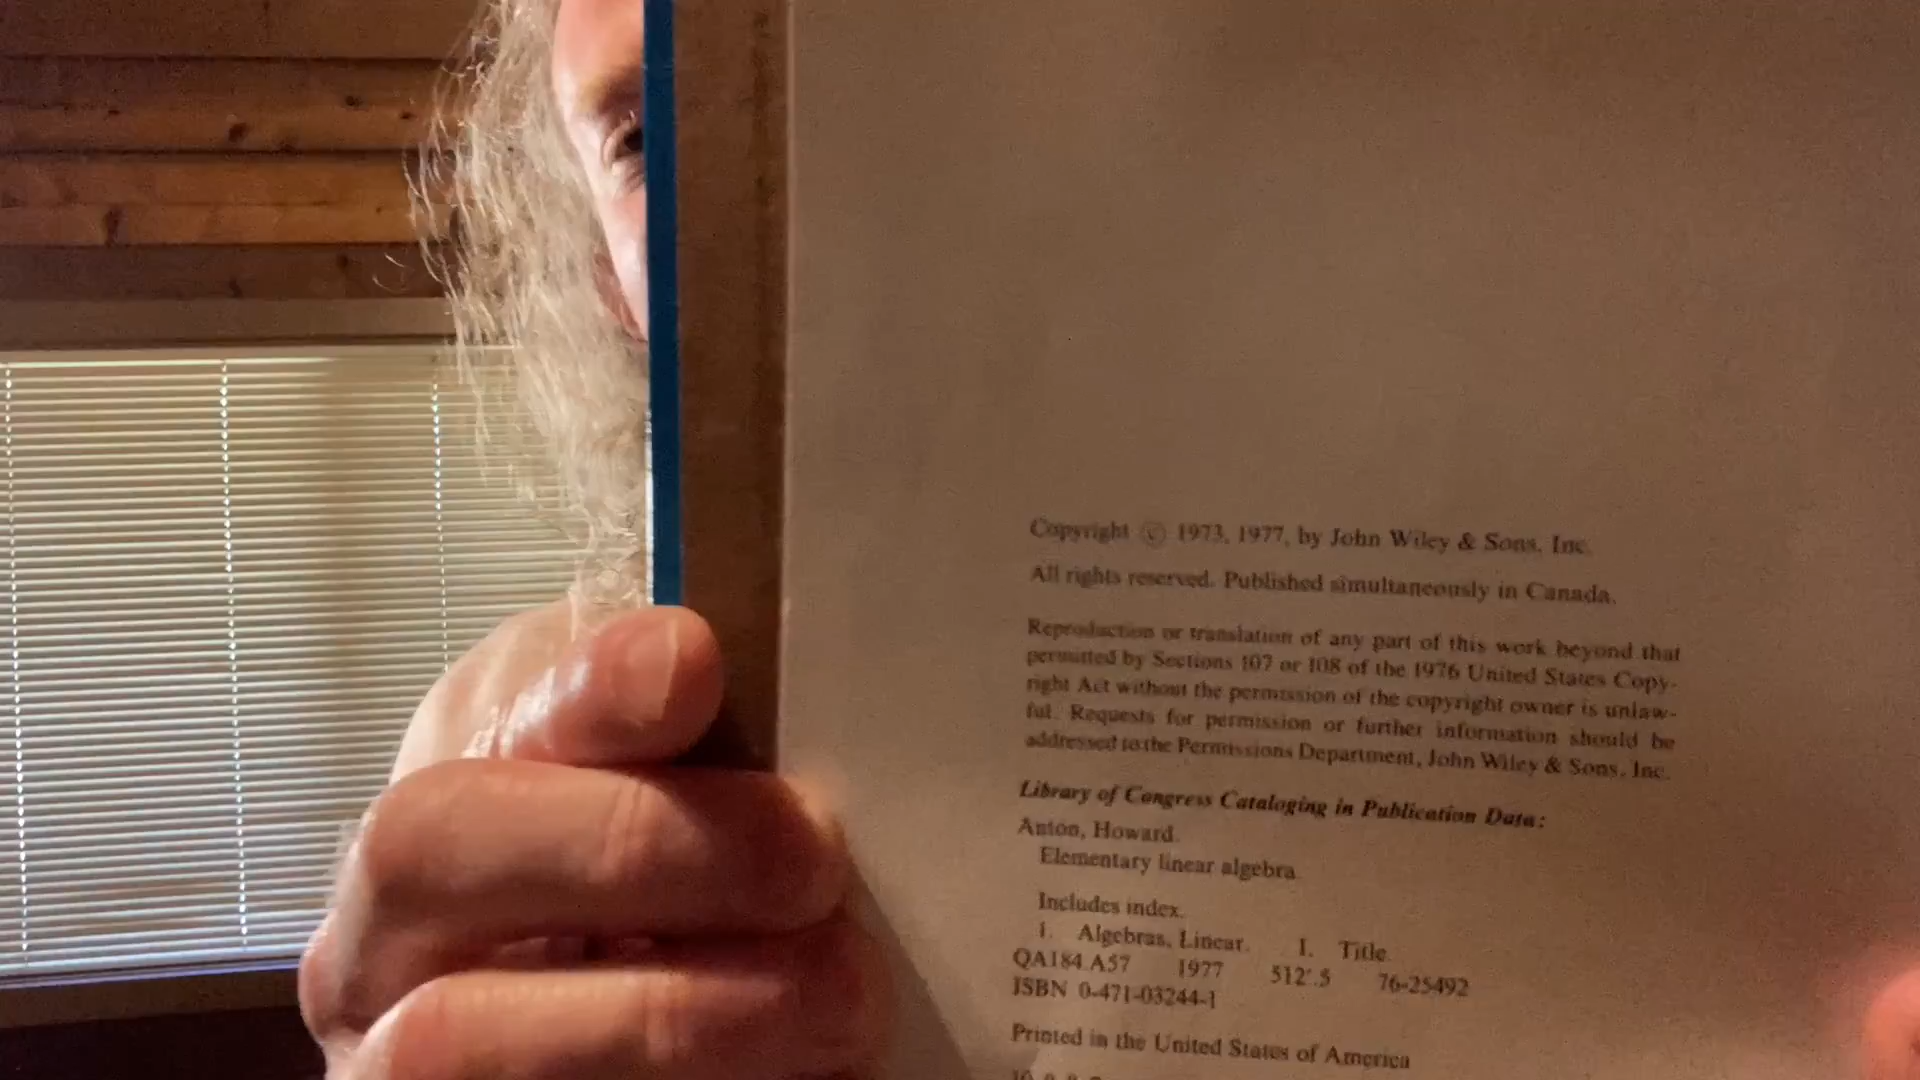 Copyright © 1973, 1977, by John Wiley & Sons, Inc.
All rights reserved. Published simultaneously in Canada.
Reproduction or translation of any part of this work beyond that
permitted by Sections 107 or 108 of the 1976 United States Copy-
right Act without the permission of the copyright owner is unlaw-
ful. Requests for permission or further information should be
addressed to the Permissions Department, John Wiley & Sons, Inc.
Library of Congress Cataloging in Publication Data:
Anton, Howard.
Elementary linear algebra.
Includes index.
1. Algebras, Linear. I. Title.
QA184.A57 1977 512'.5 76-25492
ISBN 0-471-03244-1
Printed in the United States of America